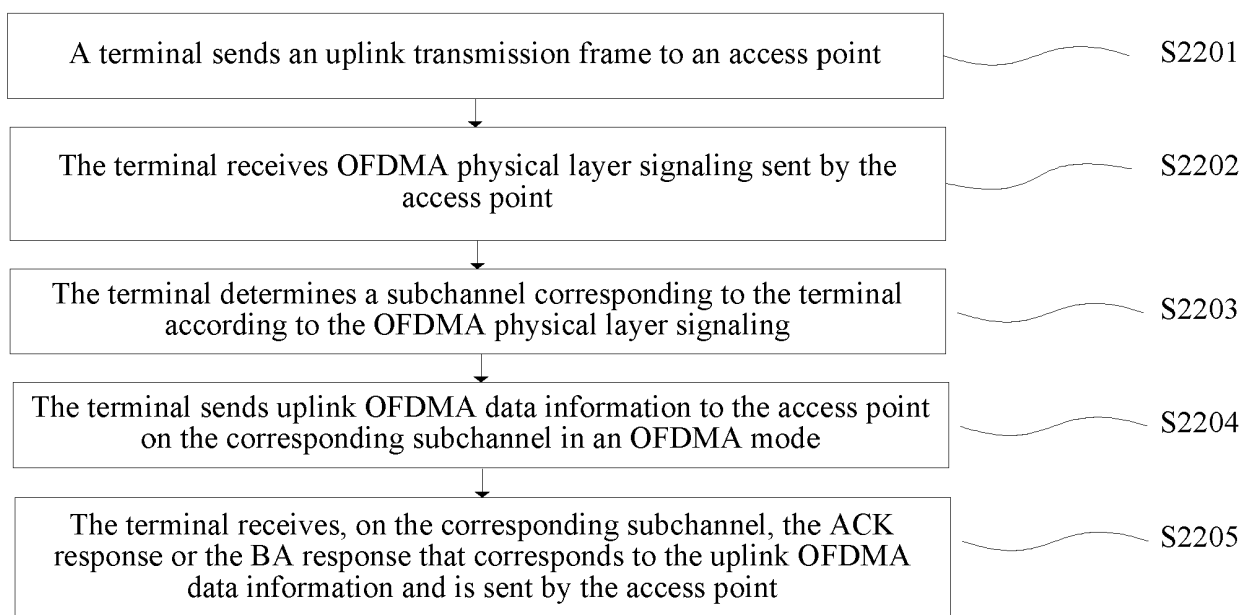 A terminal sends an uplink transmission frame to an access point
S2201
The terminal receives OFDMA physical layer signaling sent by the
access point
S2202
The terminal determines a subchannel corresponding to the terminal
according to the OFDMA physical layer signaling
S2203
The terminal sends uplink OFDMA data information to the access point
on the corresponding subchannel in an OFDMA mode
S2204
The terminal receives, on the corresponding subchannel, the ACK
response or the BA response that corresponds to the uplink OFDMA
data information and is sent by the access point
S2205